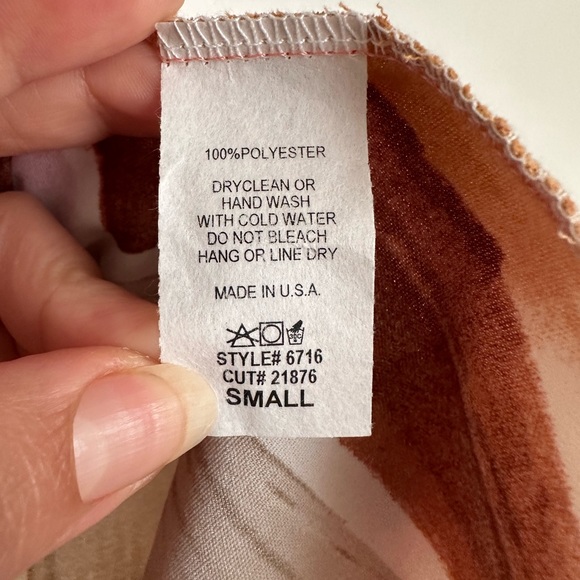 100%POLYESTER
DRYCLEAN OR
HAND WASH
WITH COLD WATER
DO NOT BLEACH
HANG OR LINE DRY
MADE IN U.S.A.
STYLE# 6716
CUT# 21876
SMALL